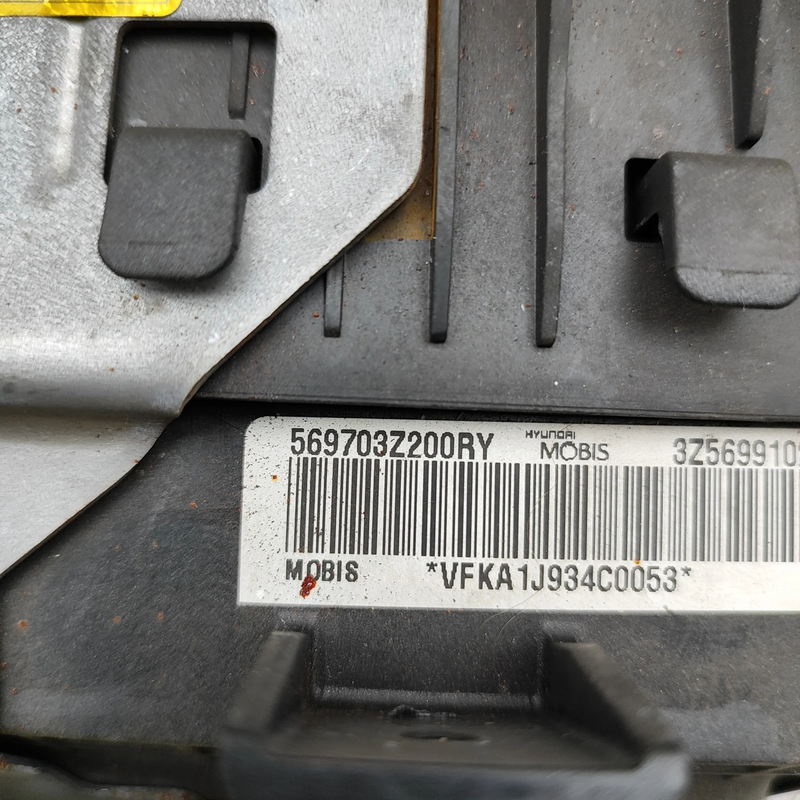 569703Z200RY HYUNDAI MOBIS 3Z569910
MOBIS *VFKA1J934C0053*